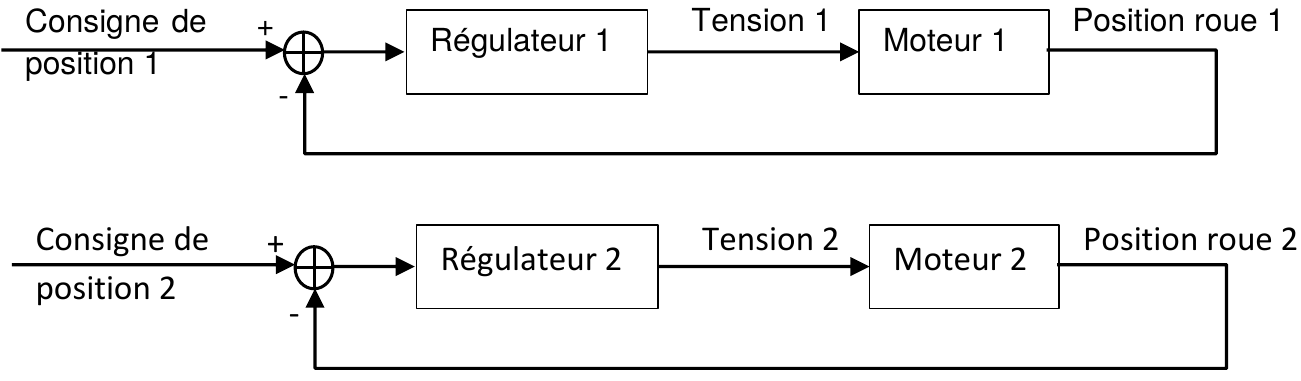 Consigne de
position 1
+
-
Régulateur 1
Tension 1
Moteur 1
Position roue 1
Consigne de
position 2
+
-
Régulateur 2
Tension 2
Moteur 2
Position roue 2